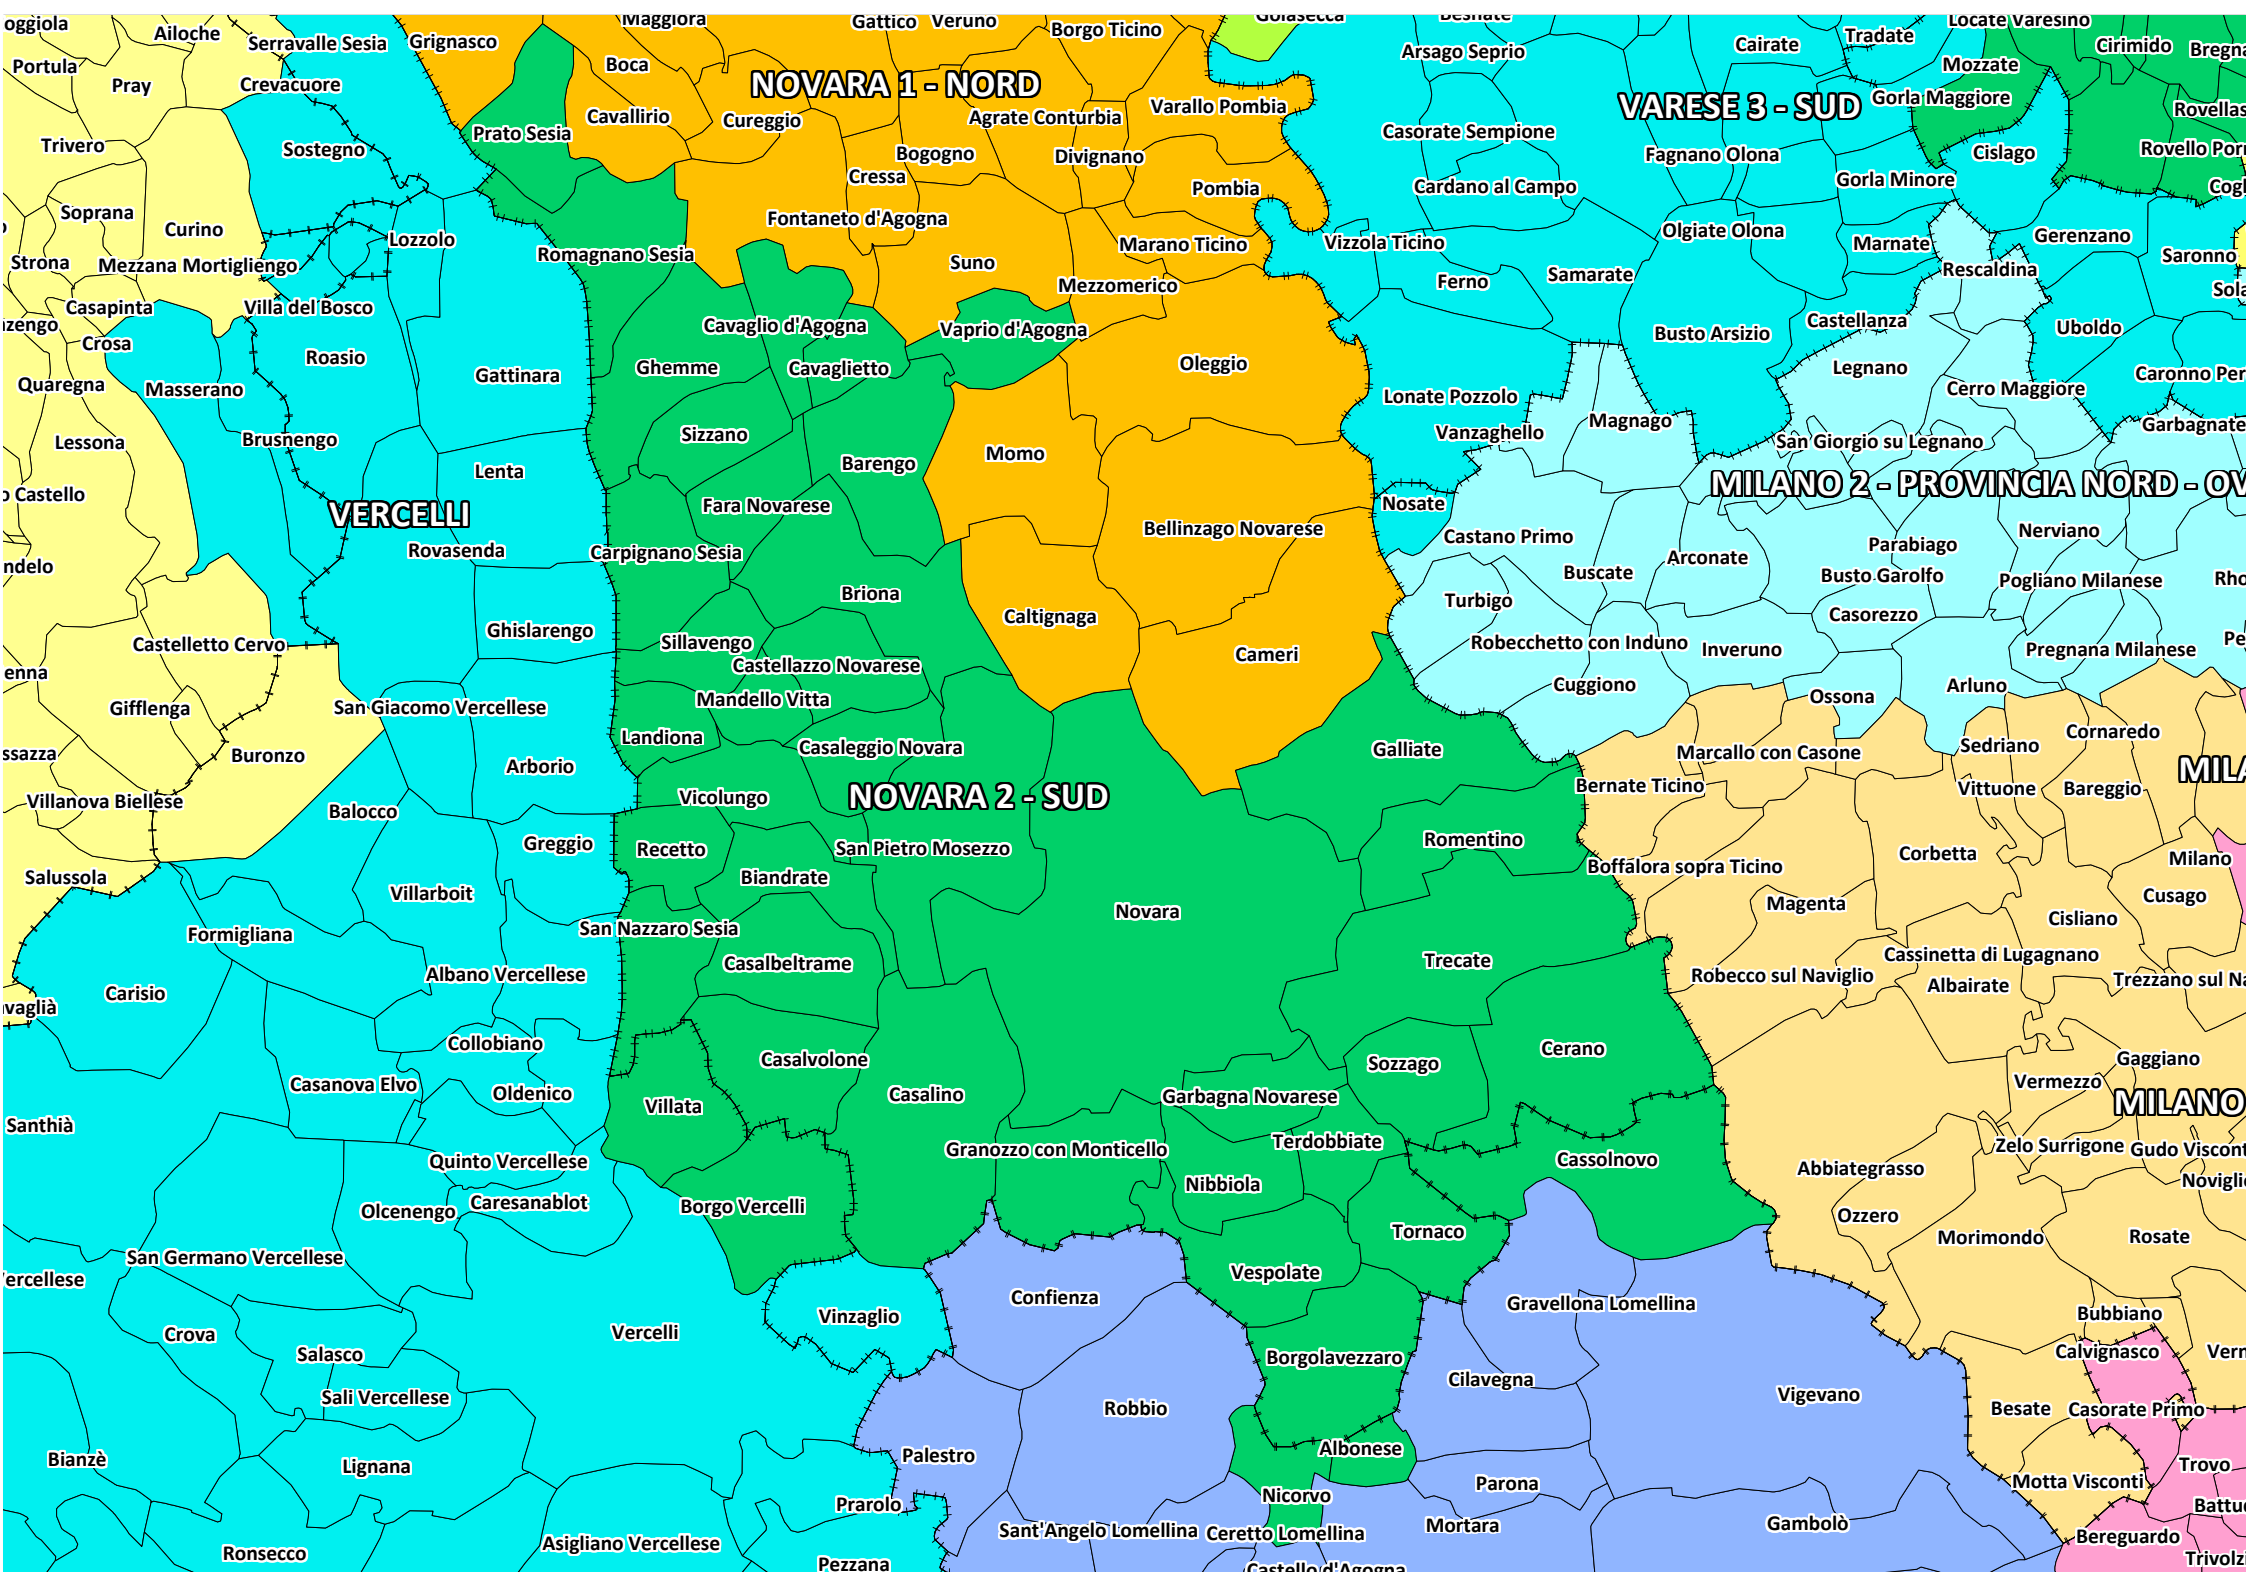 Ailoche
Serravalle Sesia
Grignasco
Maggiora
Gattico
Veruno
Borgo Ticino
Golasecca
Besnate
Tradate
Locate Varesino
Cirimido
Portula
Pray
Crevacuore
Boca
NOVARA 1 - NORD
Arsago Seprio
Cairate
Mozzate
Prato Sesia
Cavallirio
Cureggio
Agrate Conturbia
Varallo Pombia
VARESE 3 - SUD
Gorla Maggiore
Trivero
Sostegno
Bogogno
Divignano
Casorate Sempione
Fagnano Olona
Cislago
Soprana
Curino
Cressa
Pombia
Cardano al Campo
Gorla Minore
Lozzolo
Fontaneto d'Agogna
Marano Ticino
Vizzola Ticino
Olgiate Olona
Marnate
Gerenzano
Saronno
Strona
Mezzana Mortigliengo
Romagnano Sesia
Suno
Mezzomerico
Ferno
Samarate
Rescaldina
Casapinta
Villa del Bosco
Cavaglio d'Agogna
Vaprio d'Agogna
Castellanza
Busto Arsizio
Uboldo
Crosa
Roasio
Gattinara
Ghemme
Cavaglietto
Oleggio
Legnano
Quaregna
Masserano
Lonate Pozzolo
Cerro Maggiore
Lessona
Brusnengo
Sizzano
Magnago
Vanzaghello
San Giorgio su Legnano
Garbagnate
Lenta
Barengo
Momo
VERCELLI
Fara Novarese
Nosate
MILANO 2 - PROVINCIA NORD - OV
Rovasenda
Carpignano Sesia
Bellinzago Novarese
Castano Primo
Arconate
Parabiago
Nerviano
Buscate
Busto Garolfo
Pogliano Milanese
Briona
Turbigo
Casorezzo
Castelletto Cervo
Ghislarengo
Sillavengo
Caltignaga
Cameri
Robecchetto con Induno
Inveruno
Pregnana Milanese
Castellazzo Novarese
Gifflenga
San Giacomo Vercellese
Mandello Vitta
Cuggiono
Ossona
Arluno
Buronzo
Arborio
Landiona
Casaleggio Novara
Galliate
Marcallo con Casone
Sedriano
Cornaredo
Villanova Biellese
Balocco
Vicolungo
NOVARA 2 - SUD
Bernate Ticino
Vittuone
Bareggio
Greggio
Recetto
San Pietro Mosezzo
Romentino
Salussola
Villarboit
Biandrate
Boffalora sopra Ticino
Corbetta
Milano
Cusago
Formigliana
San Nazzaro Sesia
Novara
Magenta
Cisliano
Carisio
Albano Vercellese
Casalbeltrame
Trecate
Robecco sul Naviglio
Cassinetta di Lugagnano
Albairate
Collobiano
Casalvolone
Sozzago
Cerano
Gaggiano
Casanova Elvo
Oldenico
Villata
Casalino
Garbagna Novarese
Vermezzo
MILANO
Santhià
Quinto Vercellese
Granozzo con Monticello
Terdobbiate
Cassolnovo
Abbiategrasso
Zelo Surrigone
Olcenengo
Caresanablot
Borgo Vercelli
Nibbiola
Tornaco
Ozzero
Morimondo
Rosate
San Germano Vercellese
Vespolate
Crova
Vercelli
Vinzaglio
Confienza
Gravellona Lomellina
Bubbiano
Salasco
Borgolavezzaro
Calvignasco
Sali Vercellese
Robbio
Cilavegna
Vigevano
Besate
Casorate Primo
Bianzè
Lignana
Palestro
Albonese
Parona
Motta Visconti
Trovo
Prarolo
Nicorvo
Ronsecco
Asigliano Vercellese
Pezzana
Sant'Angelo Lomellina
Ceretto Lomellina
Mortara
Gambolò
Bereguardo
Castello d'Agogna